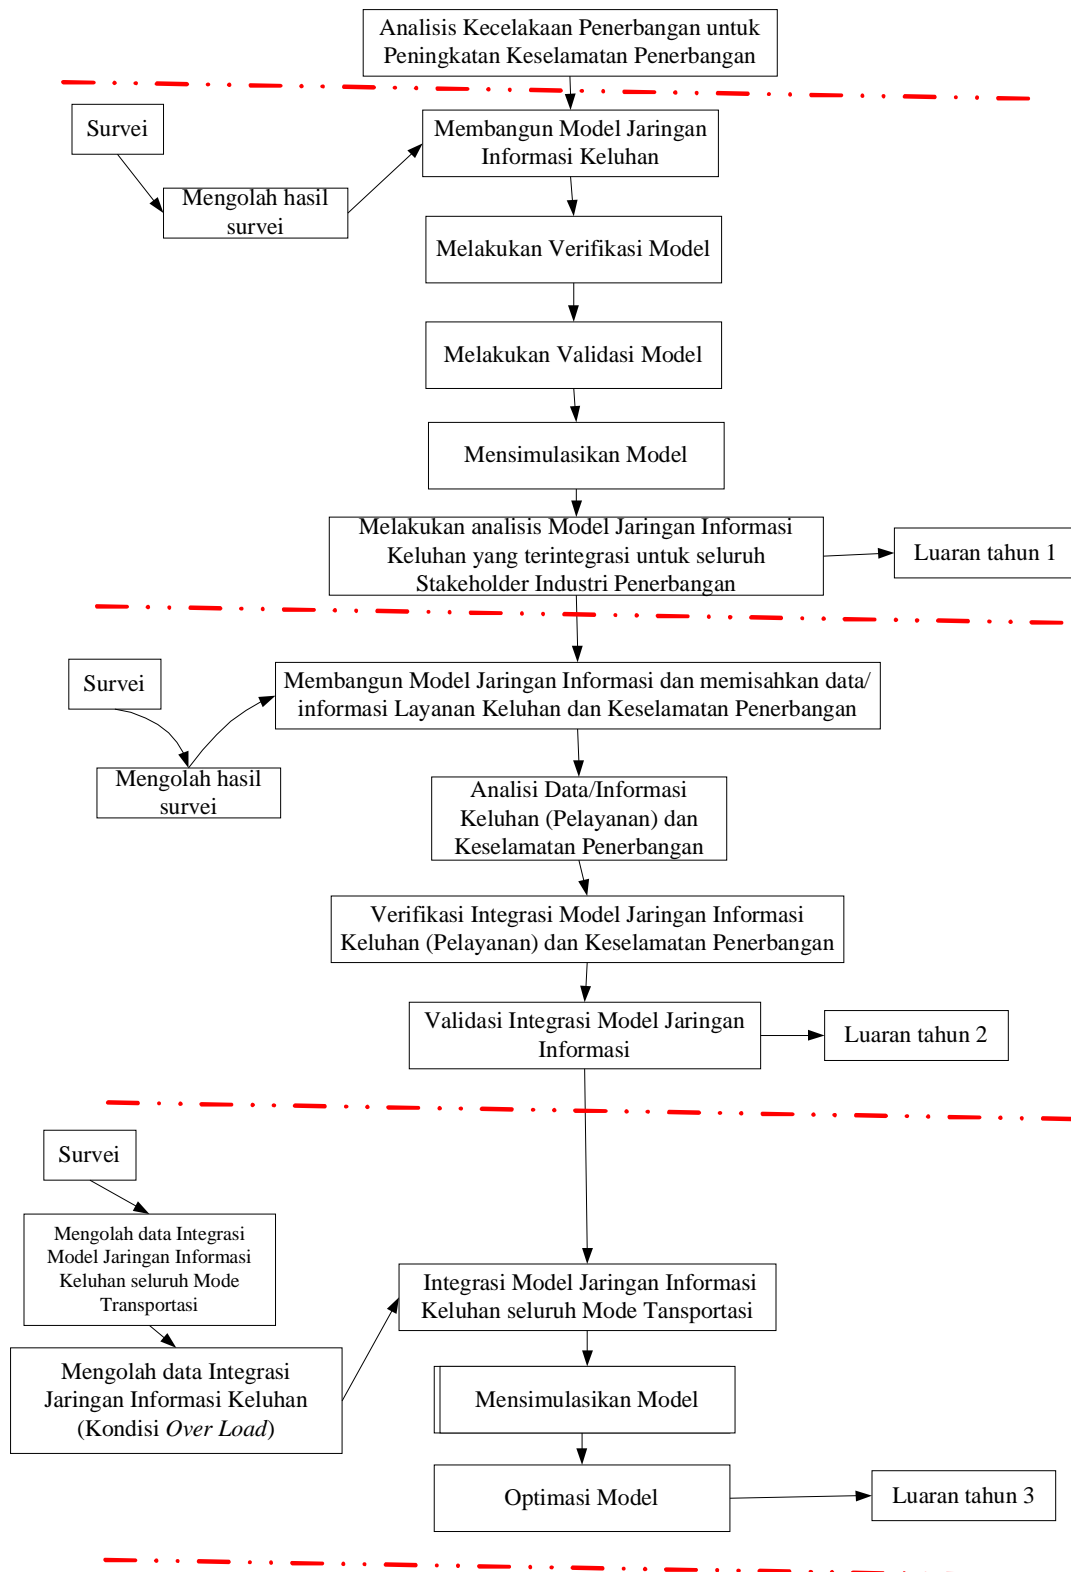 Analisis Kecelakaan Penerbangan untuk
Peningkatan Keselamatan Penerbangan
Survei
Membangun Model Jaringan
Informasi Keluhan
Mengolah hasil
survei
Melakukan Verifikasi Model
Melakukan Validasi Model
Mensimulasikan Model
Melakukan analisis Model Jaringan Informasi
Keluhan yang terintegrasi untuk seluruh
Stakeholder Industri Penerbangan
Luaran tahun 1
Survei
Membangun Model Jaringan Informasi dan memisahkan data/
informasi Layanan Keluhan dan Keselamatan Penerbangan
Mengolah hasil
survei
Analisi Data/Informasi
Keluhan (Pelayanan) dan
Keselamatan Penerbangan
Verifikasi Integrasi Model Jaringan Informasi
Keluhan (Pelayanan) dan Keselamatan Penerbangan
Validasi Integrasi Model Jaringan
Informasi
Luaran tahun 2
Survei
Mengolah data Integrasi
Model Jaringan Informasi
Keluhan seluruh Mode
Transportasi
Integrasi Model Jaringan Informasi
Keluhan seluruh Mode Tansportasi
Mengolah data Integrasi
Jaringan Informasi Keluhan
(Kondisi Over Load)
Mensimulasikan Model
Optimasi Model
Luaran tahun 3